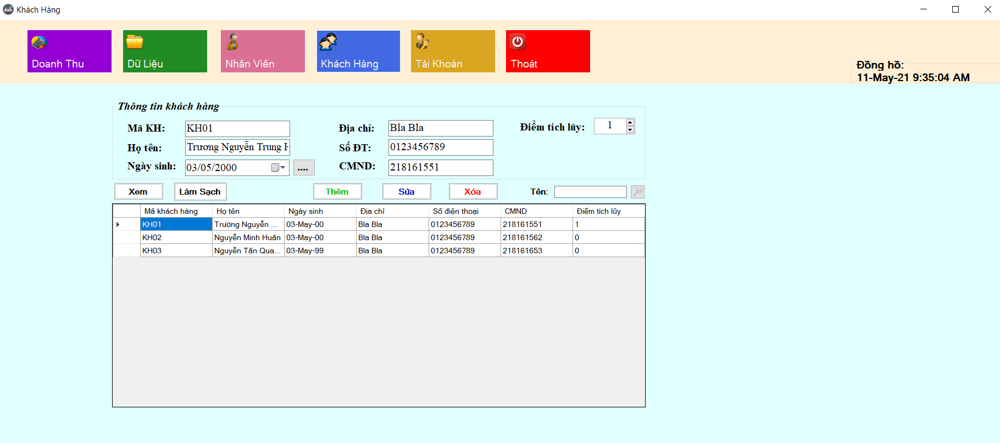 Khách Hàng
Doanh Thu
Dữ Liệu
Nhân Viên
Khách Hàng
Tài Khoản
Thoát
Đồng hồ:
11-May-21 9:35:04 AM
Thông tin khách hàng
Mã KH: KH01 Địa chỉ: Bla Bla Điểm tích lũy: 1
Họ tên: Trương Nguyễn Trung Số ĐT: 0123456789
Ngày sinh: 03/05/2000 .... CMND: 218161551
Xem Làm Sạch Thêm Sửa Xóa Tên:
Mã khách hàng Họ tên Ngày sinh Địa chỉ Số điện thoại CMND Điểm tích lũy
KH01 Trương Nguyễn ... 03-May-00 Bla Bla 0123456789 218161551 1
KH02 Nguyễn Minh Huấn 03-May-00 Bla Bla 0123456789 218161562 0
KH03 Nguyễn Tấn Qua... 03-May-99 Bla Bla 0123456789 218161653 0